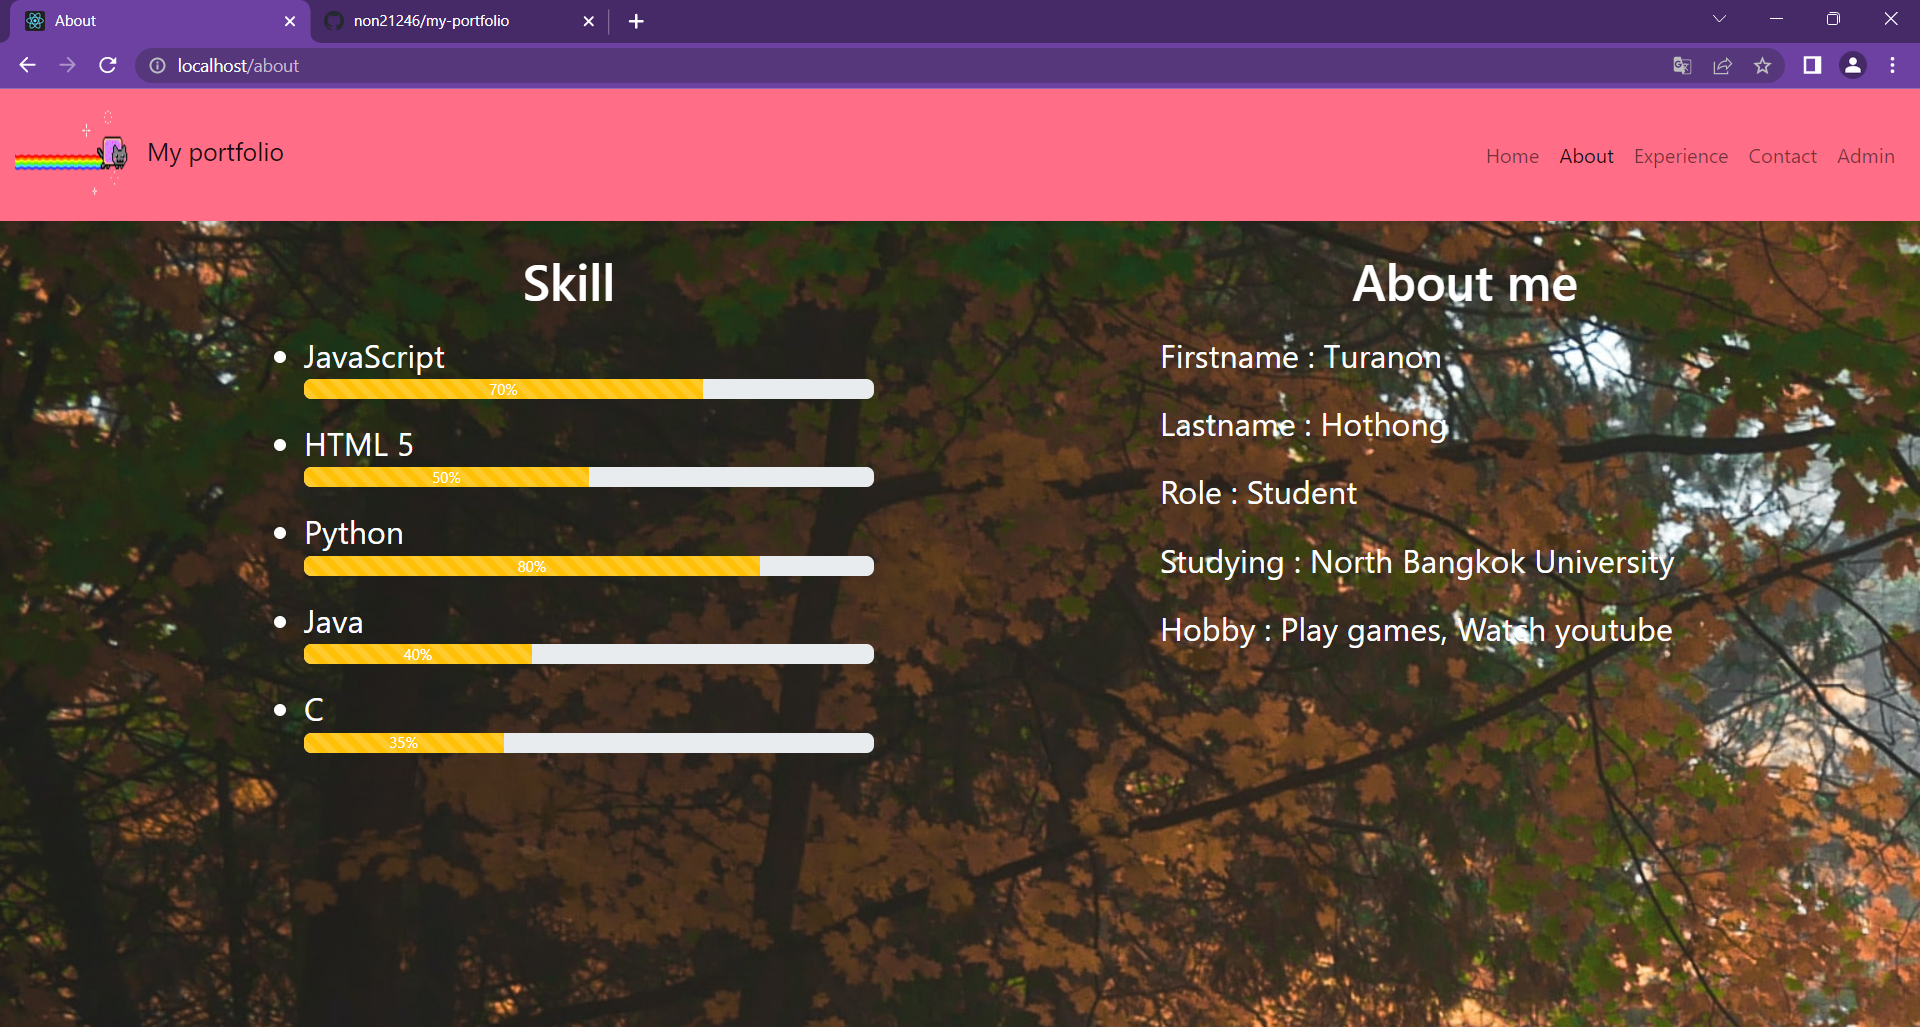 About
non21246/my-portfolio
localhost/about
My portfolio
Home About Experience Contact Admin
Skill
JavaScript
70%
HTML 5
50%
Python
80%
Java
40%
C
35%
About me
Firstname : Turanon
Lastname : Hothong
Role : Student
Studying : North Bangkok University
Hobby : Play games, Watch youtube